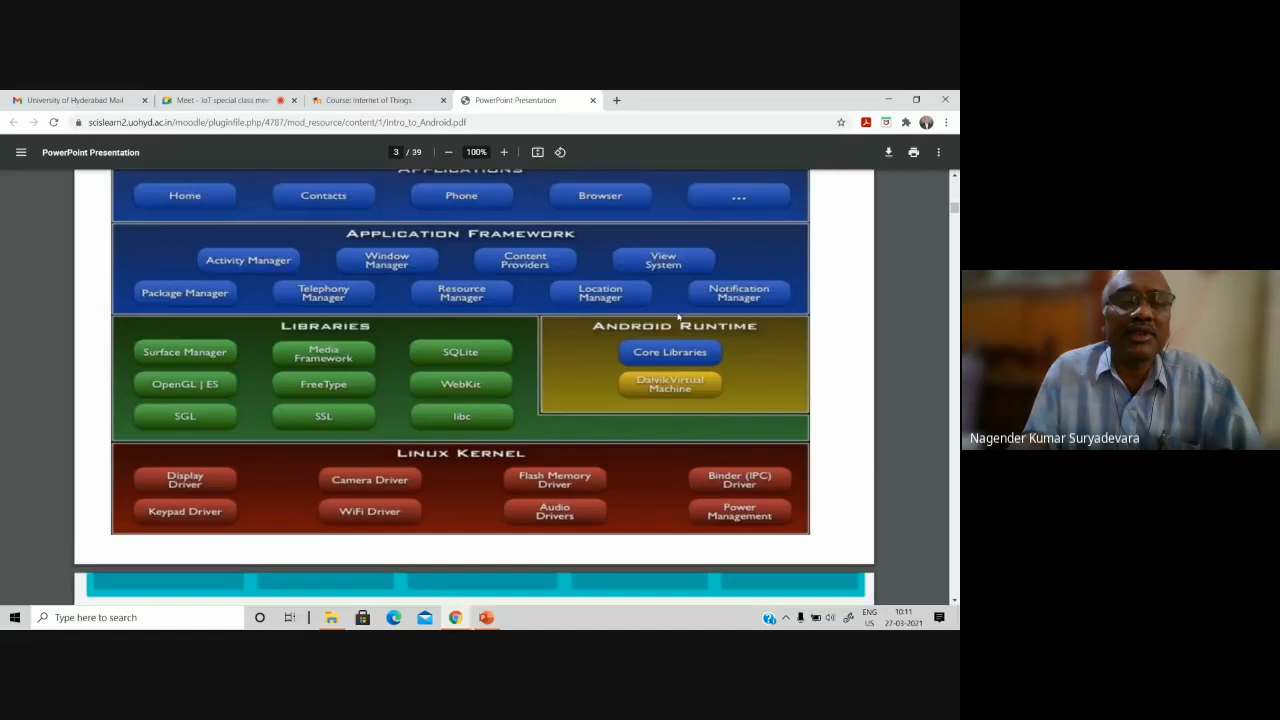 University of Hyderabad Mail
Meet - IoT special class mee
Course: Internet of Things
PowerPoint Presentation
scislearn2.uohyd.ac.in/moodle/pluginfile.php/4787/mod_resource/content/1/Intro_to_Android.pdf
PowerPoint Presentation
3 / 39
100%
APPLICATIONS
Home
Contacts
Phone
Browser
...
APPLICATION FRAMEWORK
Activity Manager
Window
Manager
Content
Providers
View
System
Package Manager
Telephony
Manager
Resource
Manager
Location
Manager
Notification
Manager
LIBRARIES
Surface Manager
Media
Framework
SQLite
OpenGL | ES
FreeType
WebKit
SGL
SSL
libc
ANDROID RUNTIME
Core Libraries
Dalvik Virtual
Machine
LINUX KERNEL
Display
Driver
Camera Driver
Flash Memory
Driver
Binder (IPC)
Driver
Keypad Driver
WiFi Driver
Audio
Drivers
Power
Management
Nagender Kumar Suryadevara
Type here to search
ENG
US
10:11
27-03-2021